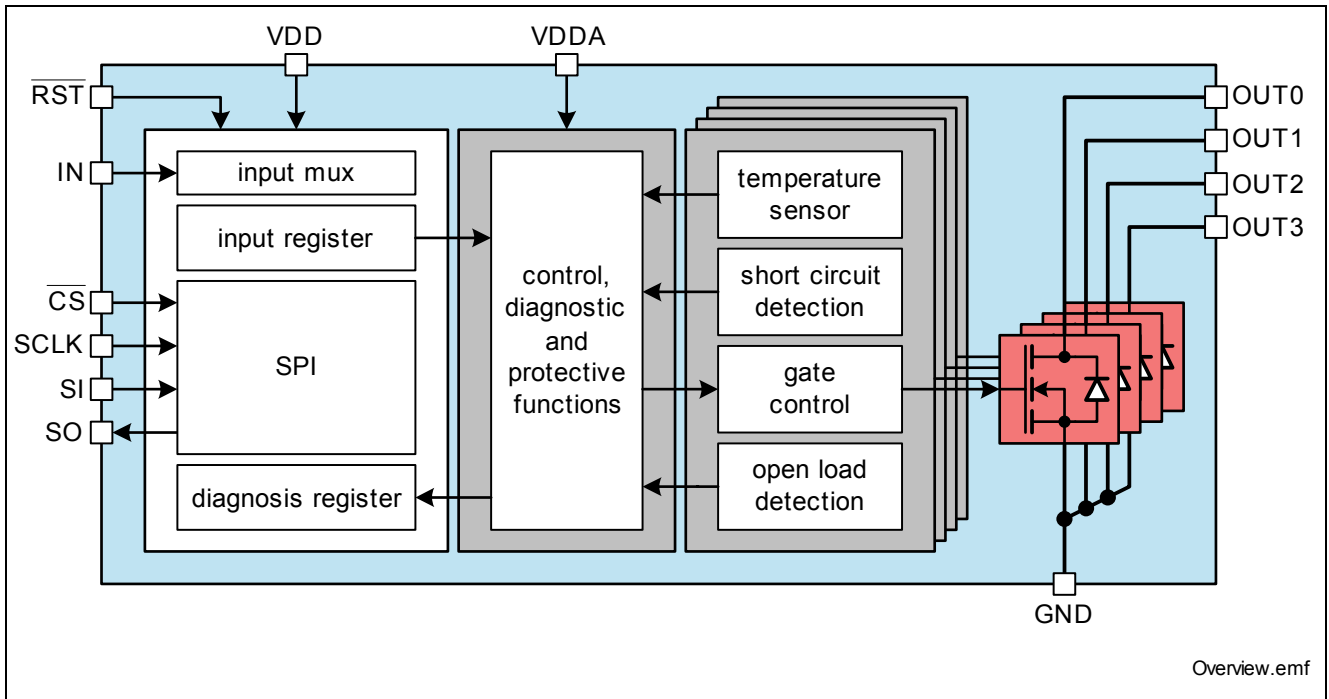 VDD
VDDA
RST
OUT0
OUT1
IN
input mux
temperature
sensor
OUT2
OUT3
input register
control,
diagnostic
and
protective
functions
short circuit
detection
CS
SCLK
SPI
SI
gate
control
SO
diagnosis register
open load
detection
GND
Overview.emf